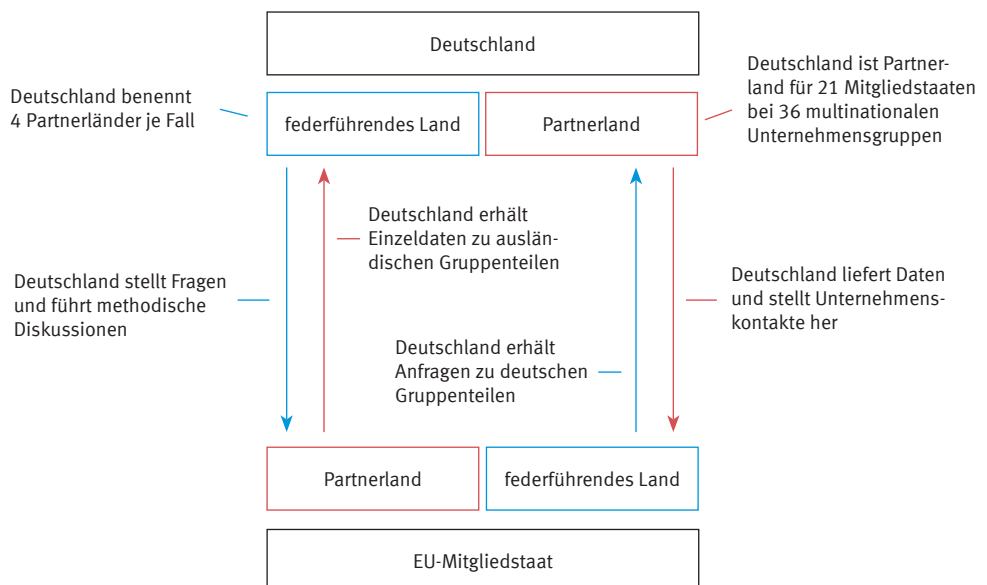 Deutschland
Deutschland benennt
4 Partnerländer je Fall
federführendes Land
Partnerland
Deutschland ist Partner-
land für 21 Mitgliedstaaten
bei 36 multinationalen
Unternehmensgruppen
Deutschland erhält
Einzeldaten zu auslän-
dischen Gruppenteilen
Deutschland stellt Fragen
und führt methodische
Diskussionen
Deutschland liefert Daten
und stellt Unternehmens-
kontakte her
Deutschland erhält
Anfragen zu deutschen
Gruppenteilen
Partnerland
federführendes Land
EU-Mitgliedstaat